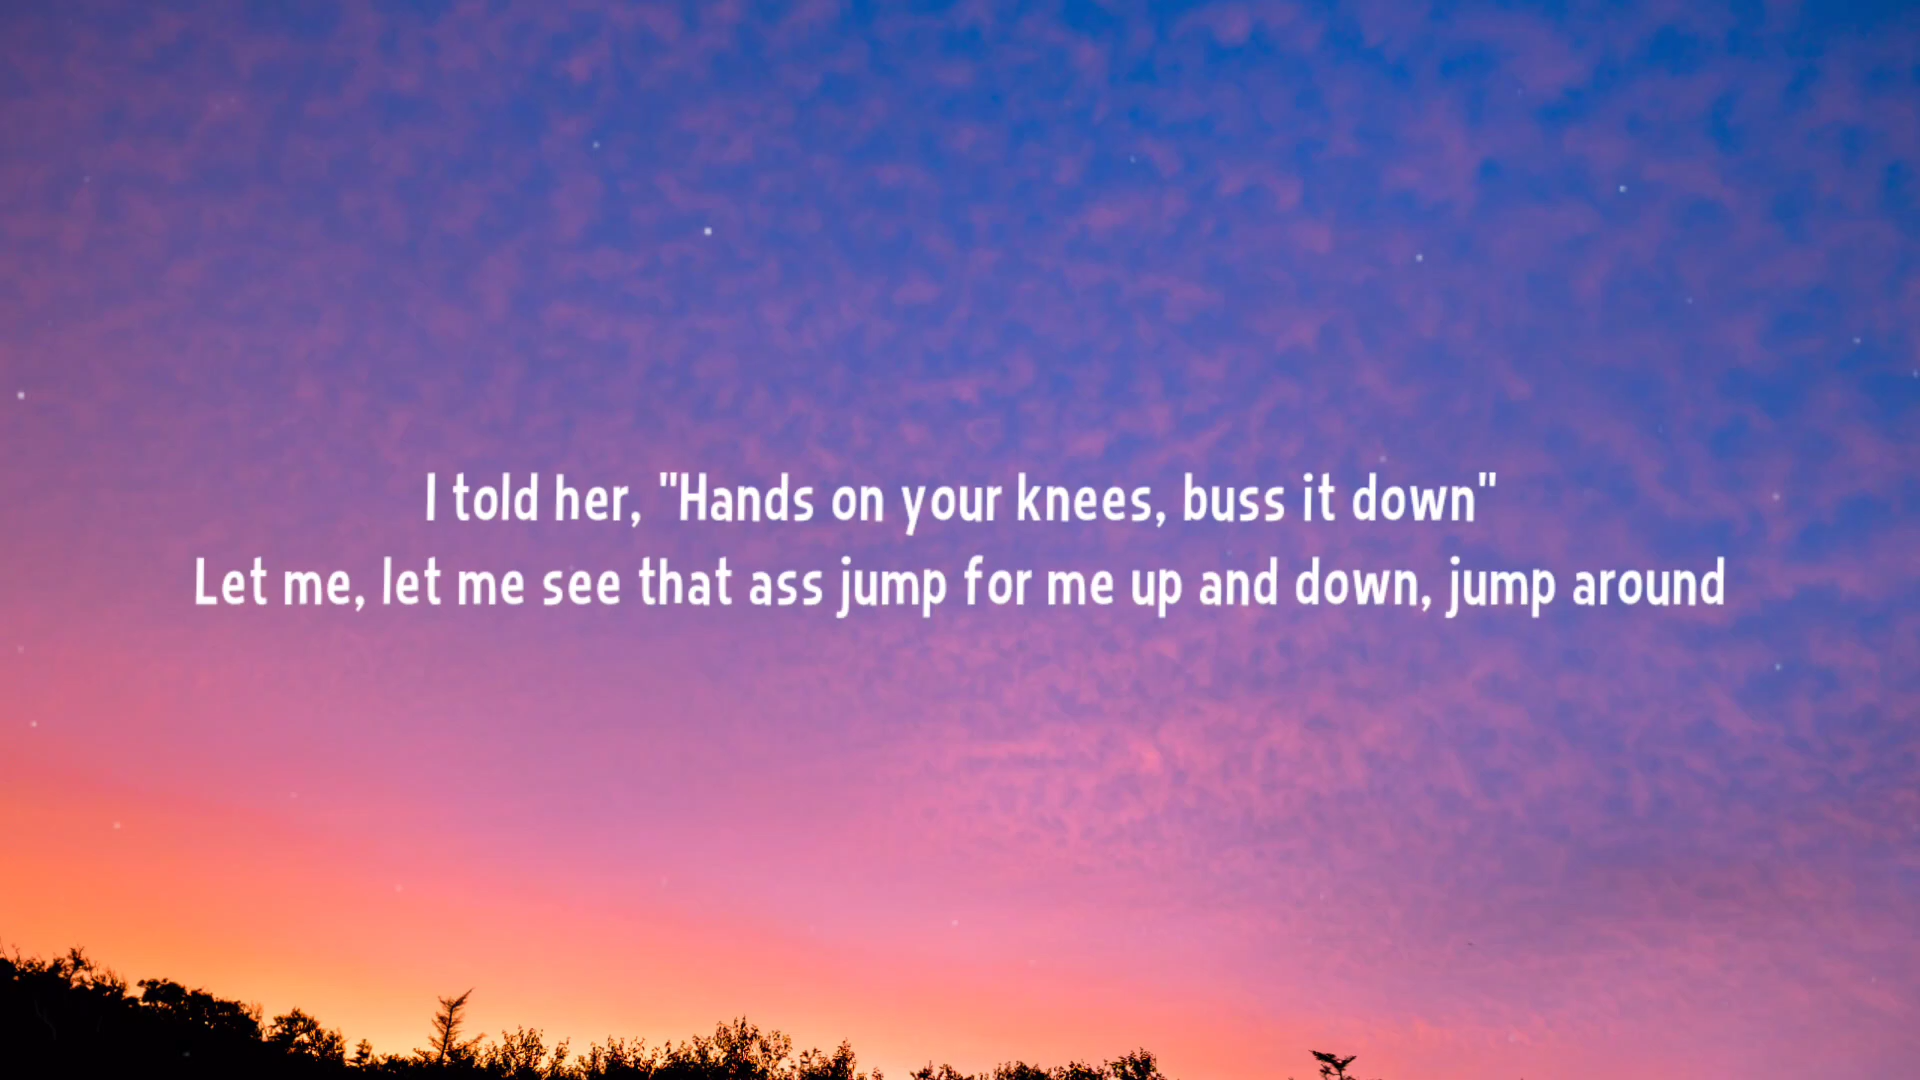 I told her, "Hands on your knees, buss it down"
Let me, let me see that ass jump for me up and down, jump around